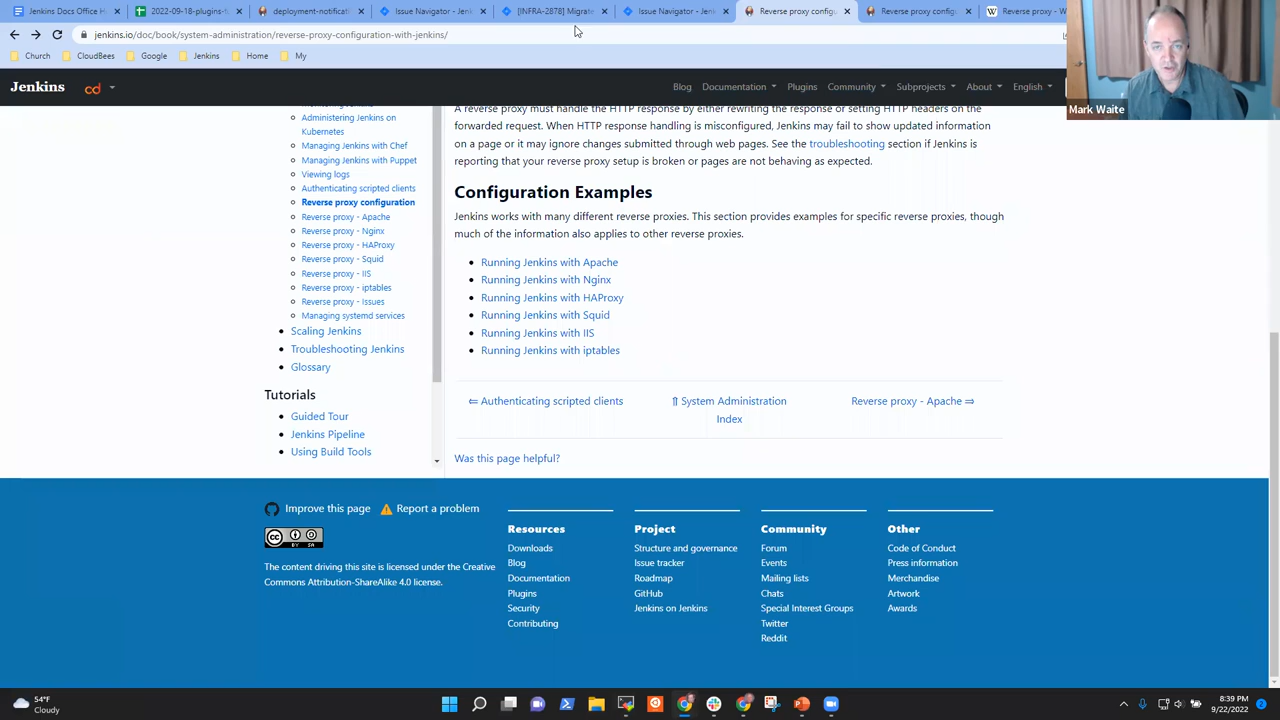 Jenkins Docs Office H
2022-09-18-plugins-t
deprecation-of-manif
Issue Navigator - Jenk
[INFRA-2878] Migrate
Issue Navigator - Jenk
Reverse proxy config
Reverse proxy confi
[WE
jenkins.io/doc/book/system-administration/reverse-proxy-configuration-with-jenkins/
Church
CloudBees
Google
Jenkins
Home
My
Mark Waite
Jenkins
cd
Blog
Documentation
Plugins
Community
Subprojects
About
English
Administering Jenkins on
Kubernetes
Managing Jenkins with Chef
Managing Jenkins with Puppet
Viewing logs
Authenticating scripted clients
Reverse proxy configuration
Reverse proxy - Apache
Reverse proxy - Nginx
Reverse proxy - HAProxy
Reverse proxy - Squid
Reverse proxy - IIS
Reverse proxy - iptables
Reverse proxy - Issues
Managing systemd services
Scaling Jenkins
Troubleshooting Jenkins
Glossary
Tutorials
Guided Tour
Jenkins Pipeline
Using Build Tools
A reverse proxy must handle the HTTP response by either rewriting the response or setting HTTP headers on the
forwarded request. When HTTP response handling is misconfigured, Jenkins may fail to show updated information
on a page or it may ignore changes submitted through web pages. See the troubleshooting section if Jenkins is
reporting that your reverse proxy setup is broken or pages are not behaving as expected.
Configuration Examples
Jenkins works with many different reverse proxies. This section provides examples for specific reverse proxies, though
much of the information also applies to other reverse proxies.
Running Jenkins with Apache
Running Jenkins with Nginx
Running Jenkins with HAProxy
Running Jenkins with Squid
Running Jenkins with IIS
Running Jenkins with iptables
⇐ Authenticating scripted clients
⇑ System Administration
Index
Reverse proxy - Apache ⇒
Was this page helpful?
Improve this page
Report a problem
BY SA
The content driving this site is licensed under the Creative
Commons Attribution-ShareAlike 4.0 license.
Resources
Downloads
Blog
Documentation
Plugins
Security
Contributing
Project
Structure and governance
Issue tracker
Roadmap
GitHub
Jenkins on Jenkins
Community
Forum
Events
Mailing lists
Chats
Special Interest Groups
Twitter
Reddit
Other
Code of Conduct
Press information
Merchandise
Artwork
Awards
54°F
Cloudy
8:39 PM
9/22/2022